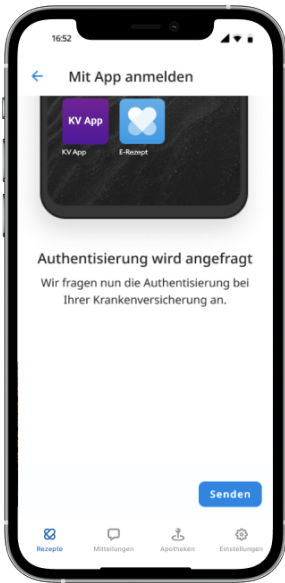 16:52
Mit App anmelden
KV App
KV App E-Rezept
Authentisierung wird angefragt
Wir fragen nun die Authentisierung bei
Ihrer Krankenversicherung an.
Senden
Rezepte Mitteilungen Apotheken Einstellungen